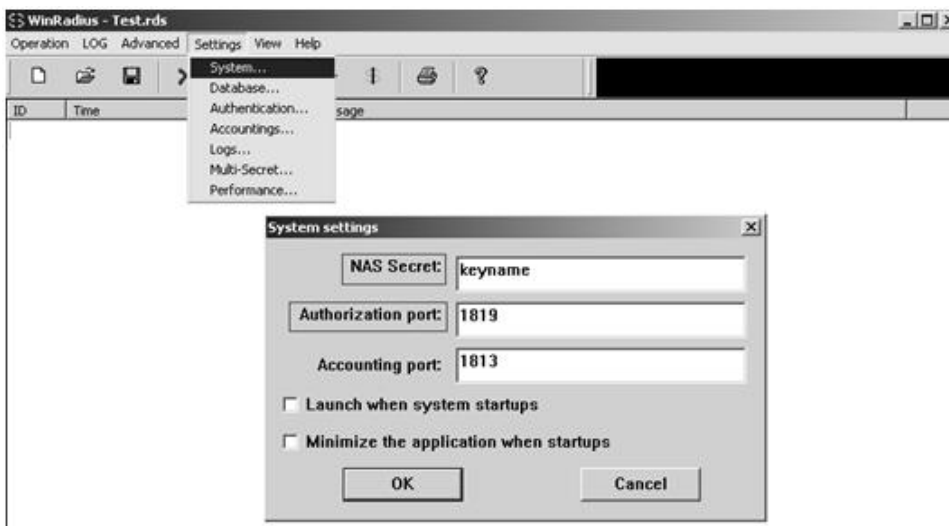 WinRadius - Test.rds
Operation LOG Advanced Settings View Help
System...
Database...
Authentication...
Accountings...
Logs...
Multi-Secret...
Performance...
ID Time sage
System settings
NAS Secret: keyname
Authorization port: 1819
Accounting port: 1813
Launch when system startups
Minimize the application when startups
OK Cancel